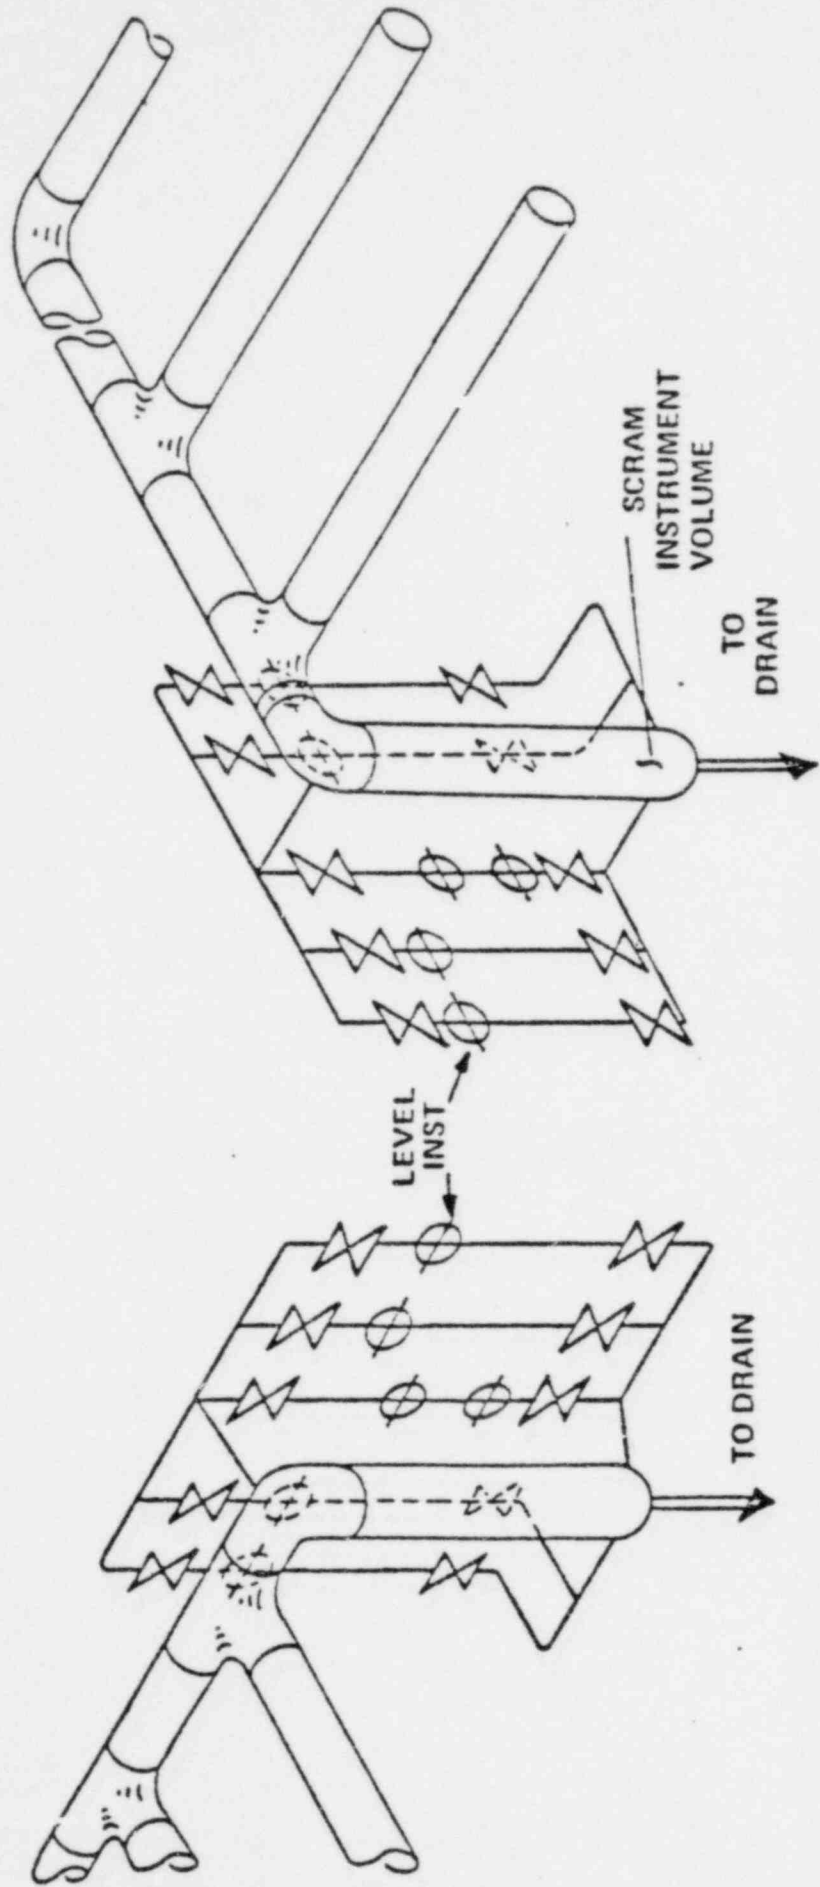 LEVEL
INST
SCRAM
INSTRUMENT
VOLUME
TO DRAIN
TO
DRAIN